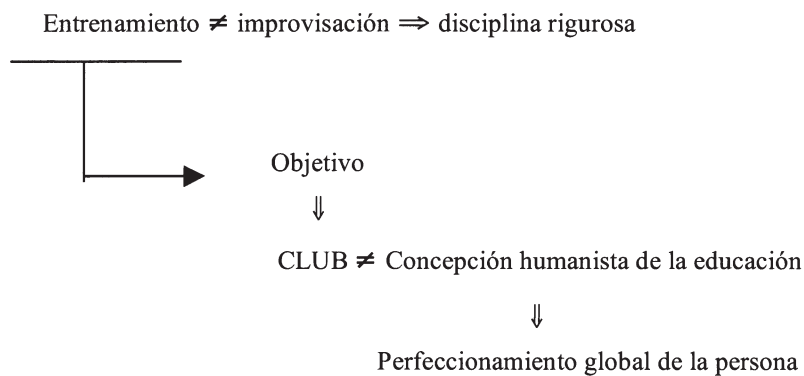 Entrenamiento ≠ improvisación ⇒ disciplina rigurosa
Objetivo
⇓
CLUB ≠ Concepción humanista de la educación
⇓
Perfeccionamiento global de la persona